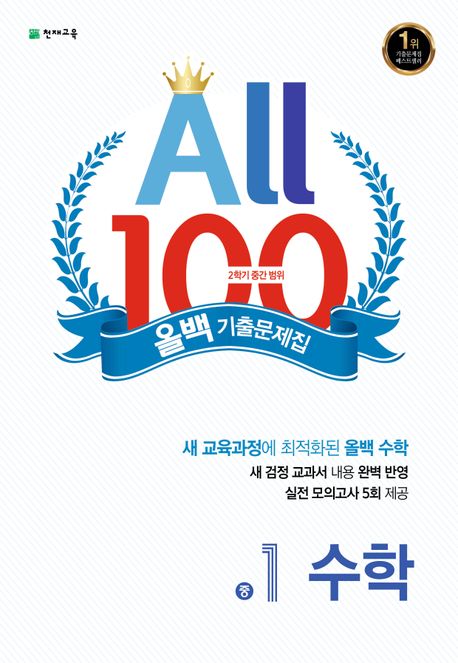 천재교육
1위
기출문제집
베스트셀러
All
100
2학기 중간 범위
올백 기출문제집
새 교육과정에 최적화된 올백 수학
새 검정 교과서 내용 완벽 반영
실전 모의고사 5회 제공
중1 수학